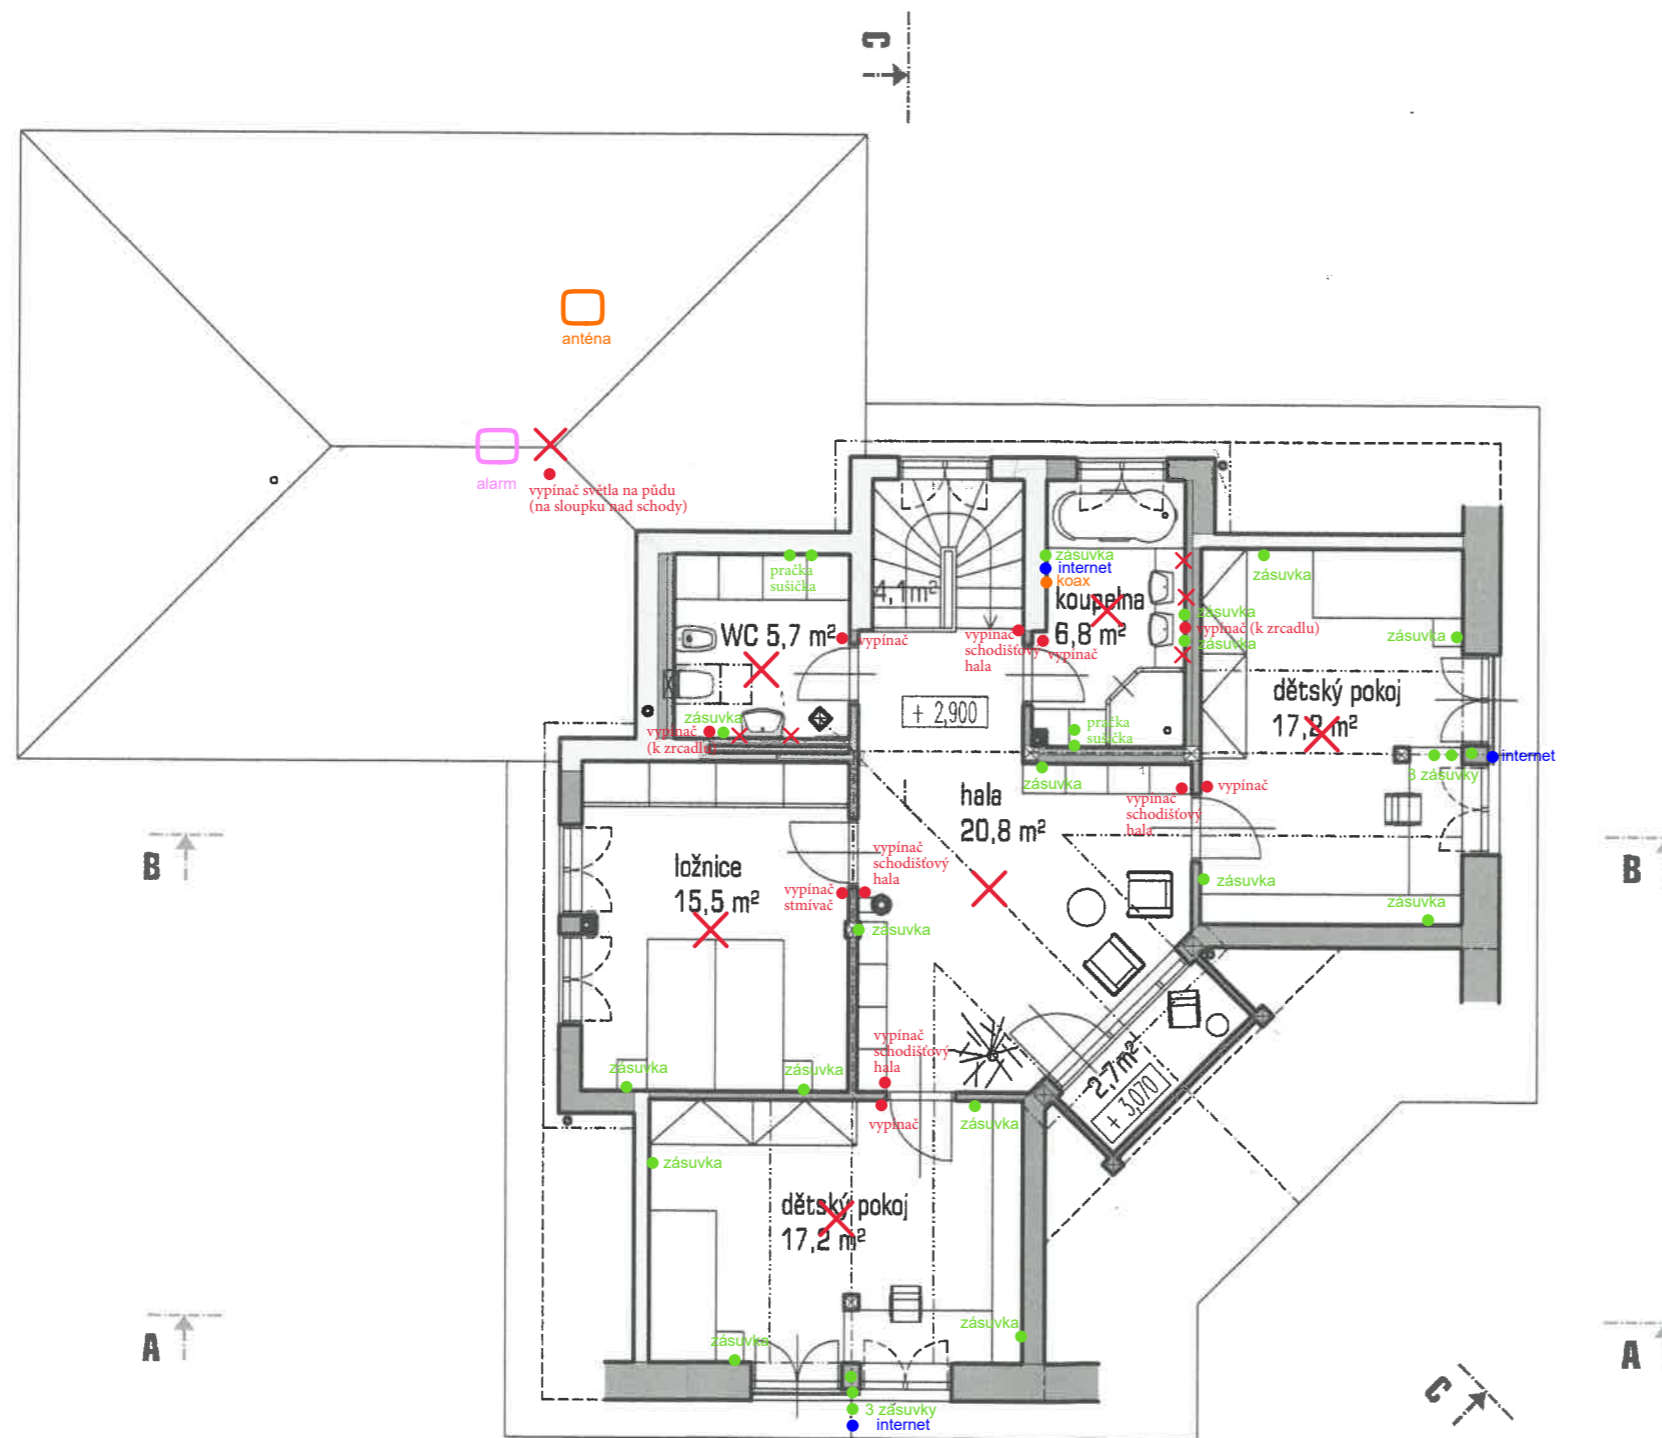 C
anténa
alarm
vypínač světla na půdu
(na sloupku nad schody)
pračka
sušička
WC 5,7 m²
vypínač
zásuvka
vypínač
(k zrcadlu)
4,1m²
vypínač
schodišťový
hala
zásuvka
internet
koax
koupelna
6,8 m²
vypínač
zásuvka
vypínač (k zrcadlu)
zásuvka
pračka
sušička
+ 2,900
zásuvka
zásuvka
zásuvka
dětský pokoj
17,2 m²
3 zásuvky
internet
vypínač
vypínač
schodišťový
hala
hala
20,8 m²
B
B
ložnice
15,5 m²
vypínač
schodišťový
hala
vypínač
stmívač
zásuvka
zásuvka
zásuvka
vypínač
schodišťový
hala
zásuvka
zásuvka
2,7m²
+ 3,070
vypínač
zásuvka
zásuvka
dětský pokoj
17,2 m²
zásuvka
zásuvka
A
A
3 zásuvky
internet
C